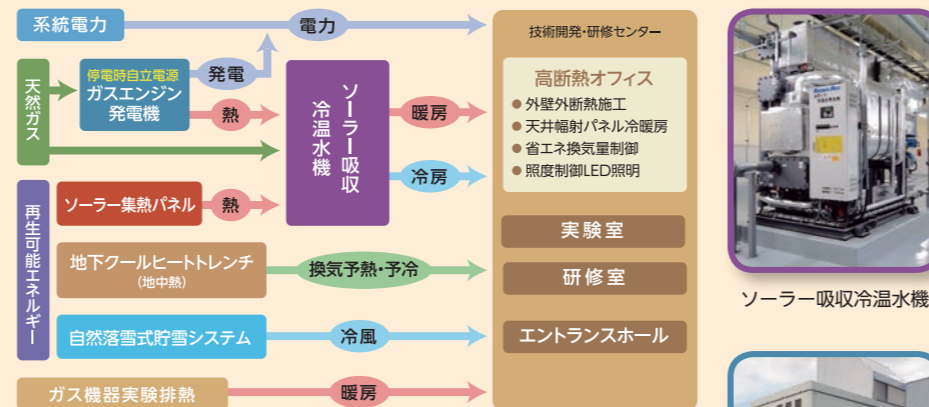 系統電力
電力
天然ガス
停電時自立電源
ガスエンジン
発電機
発電
熱
ソーラー吸収
冷温水機
暖房
冷房
再生可能エネルギー
ソーラー集熱パネル
熱
地下クールヒートトレンチ
(地中熱)
換気予熱・予冷
自然落雪式貯雪システム
冷風
ガス機器実験排熱
暖房
技術開発・研修センター
高断熱オフィス
●外壁外断熱施工
●天井輻射パネル冷暖房
●省エネ換気量制御
●照度制御LED照明
実験室
研修室
エントランスホール
ソーラー吸収冷温水機